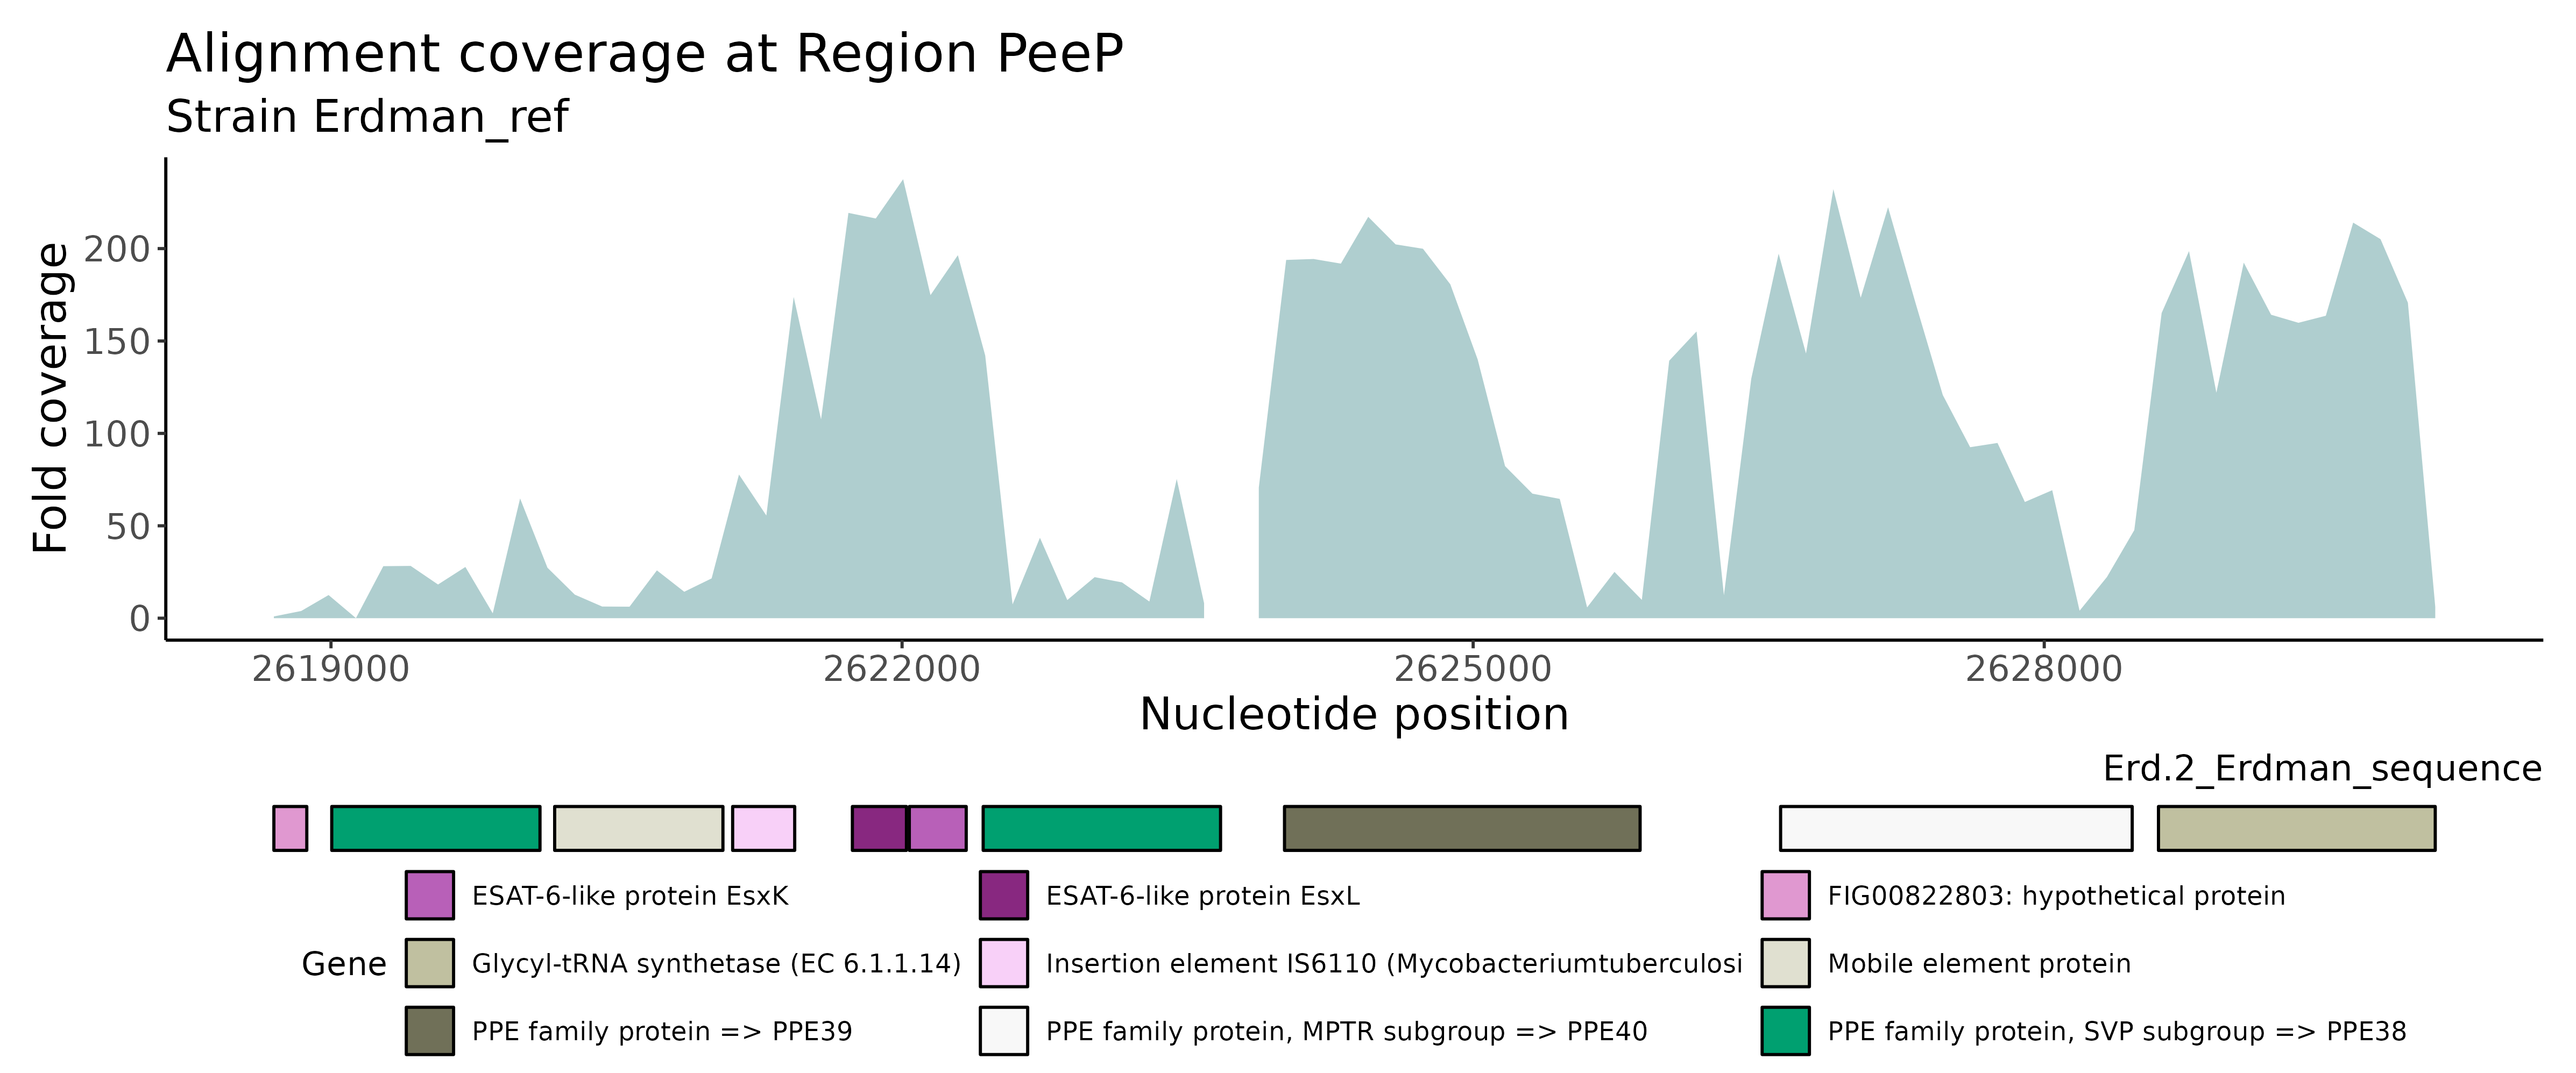 Alignment coverage at Region PeeP
Strain Erdman_ref
Fold coverage
200
150
100
50
0
2619000 2622000 2625000 2628000
Nucleotide position
Erd.2_Erdman_sequence
Gene
ESAT-6-like protein EsxK
ESAT-6-like protein EsxL
FIG00822803: hypothetical protein
Glycyl-tRNA synthetase (EC 6.1.1.14)
Insertion element IS6110 (Mycobacteriumtuberculosi
Mobile element protein
PPE family protein => PPE39
PPE family protein, MPTR subgroup => PPE40
PPE family protein, SVP subgroup => PPE38